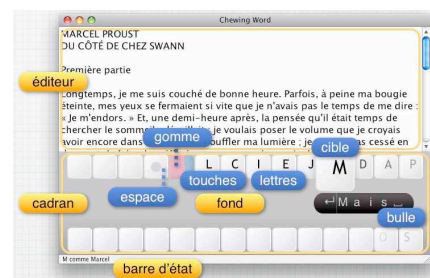 Chewing Word
MARCEL PROUST
DU CÔTÉ DE CHEZ SWANN
Première partie
Longtemps, je me suis couché de bonne heure. Parfois, à peine ma bougie
éteinte, mes yeux se fermaient si vite que je n'avais pas le temps de me dire :
« Je m'endors. » Et, une demi-heure après, la pensée qu'il était temps de
chercher le sommeil je voulais poser le volume que je croyais
avoir encore dans souffler ma lumière ; je pas cessé en
éditeur
gomme
cible
L C I E J M D A P
touches
lettres
espace
cadran
fond
↵Mais
bulle
O S
M comme Marcel
barre d'état